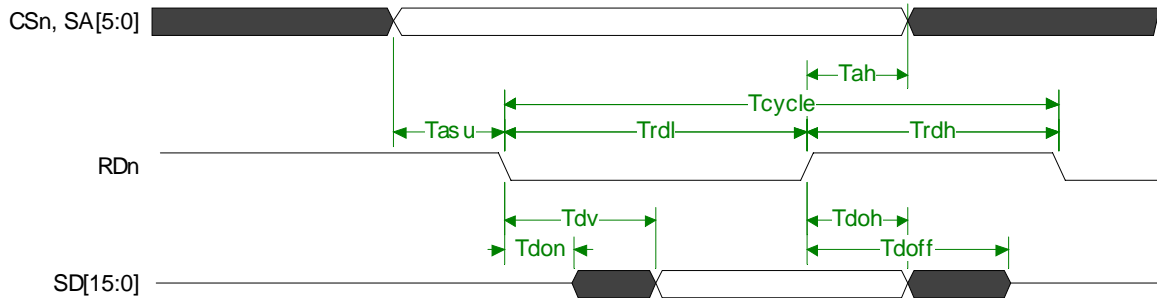 CSn, SA[5:0]
Tah
Tcycle
Tasu
Trdl
Trdh
RDn
Tdv
Tdoh
Tdon
Tdoff
SD[15:0]